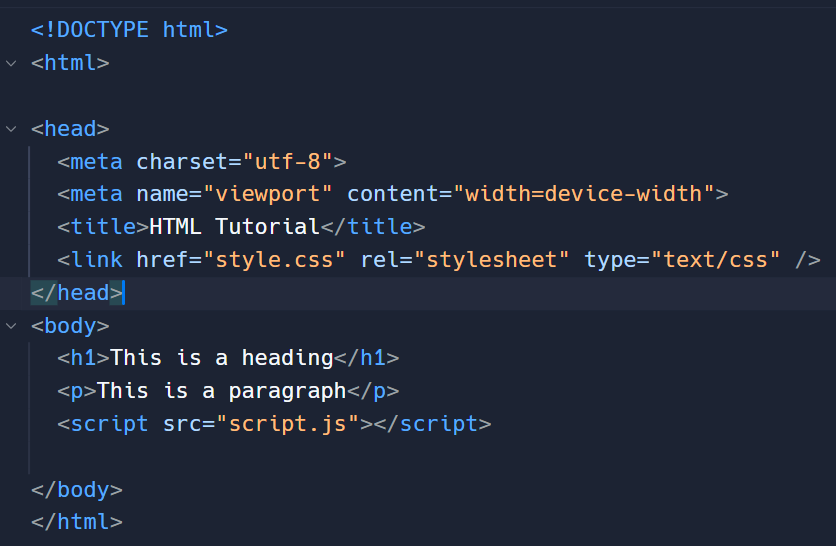 <!DOCTYPE html>
<html>
<head>
<meta charset="utf-8">
<meta name="viewport" content="width=device-width">
<title>HTML Tutorial</title>
<link href="style.css" rel="stylesheet" type="text/css" />
</head>
<body>
<h1>This is a heading</h1>
<p>This is a paragraph</p>
<script src="script.js"></script>
</body>
</html>